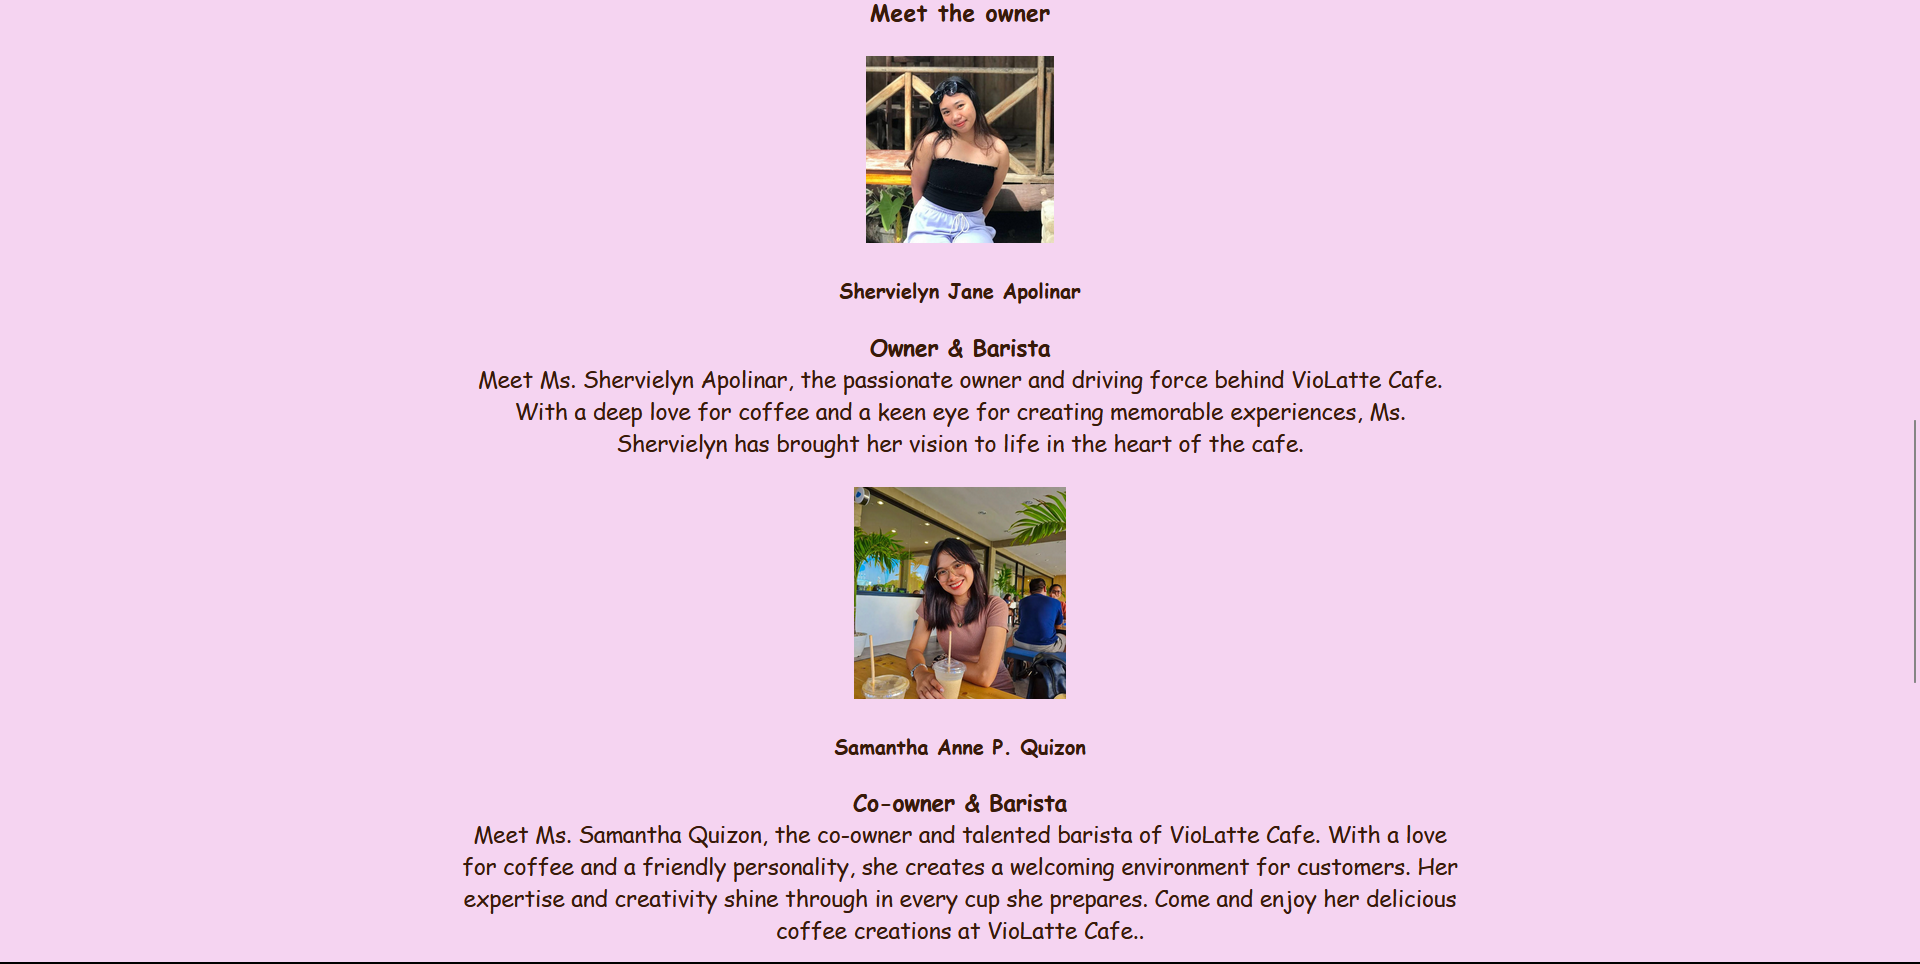 Meet the owner
Shervielyn Jane Apolinar
Owner & Barista
Meet Ms. Shervielyn Apolinar, the passionate owner and driving force behind VioLatte Cafe.
With a deep love for coffee and a keen eye for creating memorable experiences, Ms.
Shervielyn has brought her vision to life in the heart of the cafe.
Samantha Anne P. Quizon
Co-owner & Barista
Meet Ms. Samantha Quizon, the co-owner and talented barista of VioLatte Cafe. With a love
for coffee and a friendly personality, she creates a welcoming environment for customers. Her
expertise and creativity shine through in every cup she prepares. Come and enjoy her delicious
coffee creations at VioLatte Cafe..